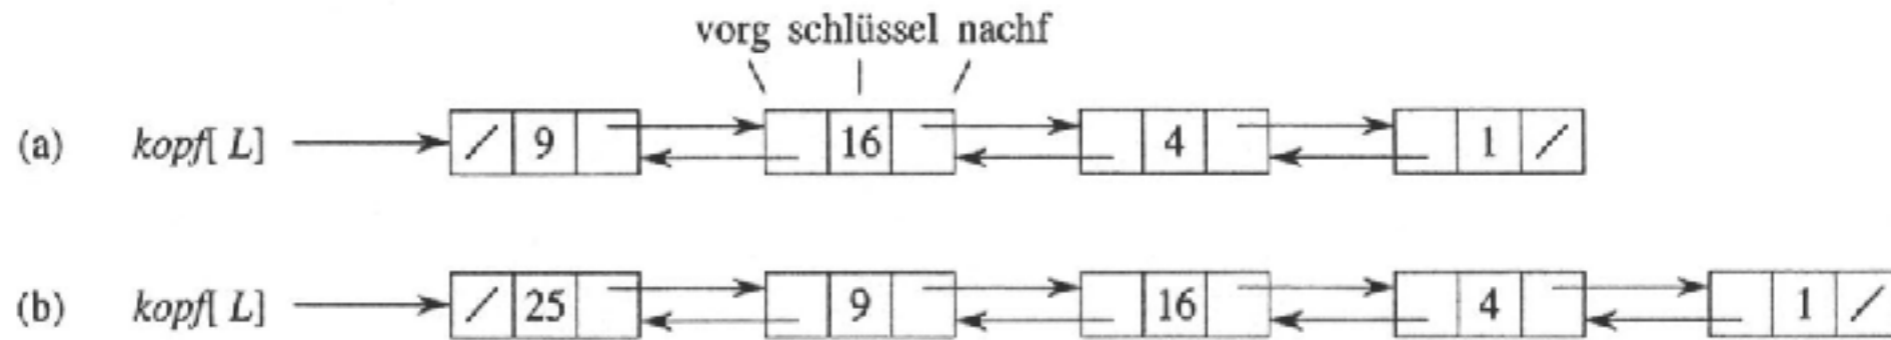 vorg schlüssel nachf
(a) kopf[ L] / 9 16 4 1 /
(b) kopf[ L] / 25 9 16 4 1 /